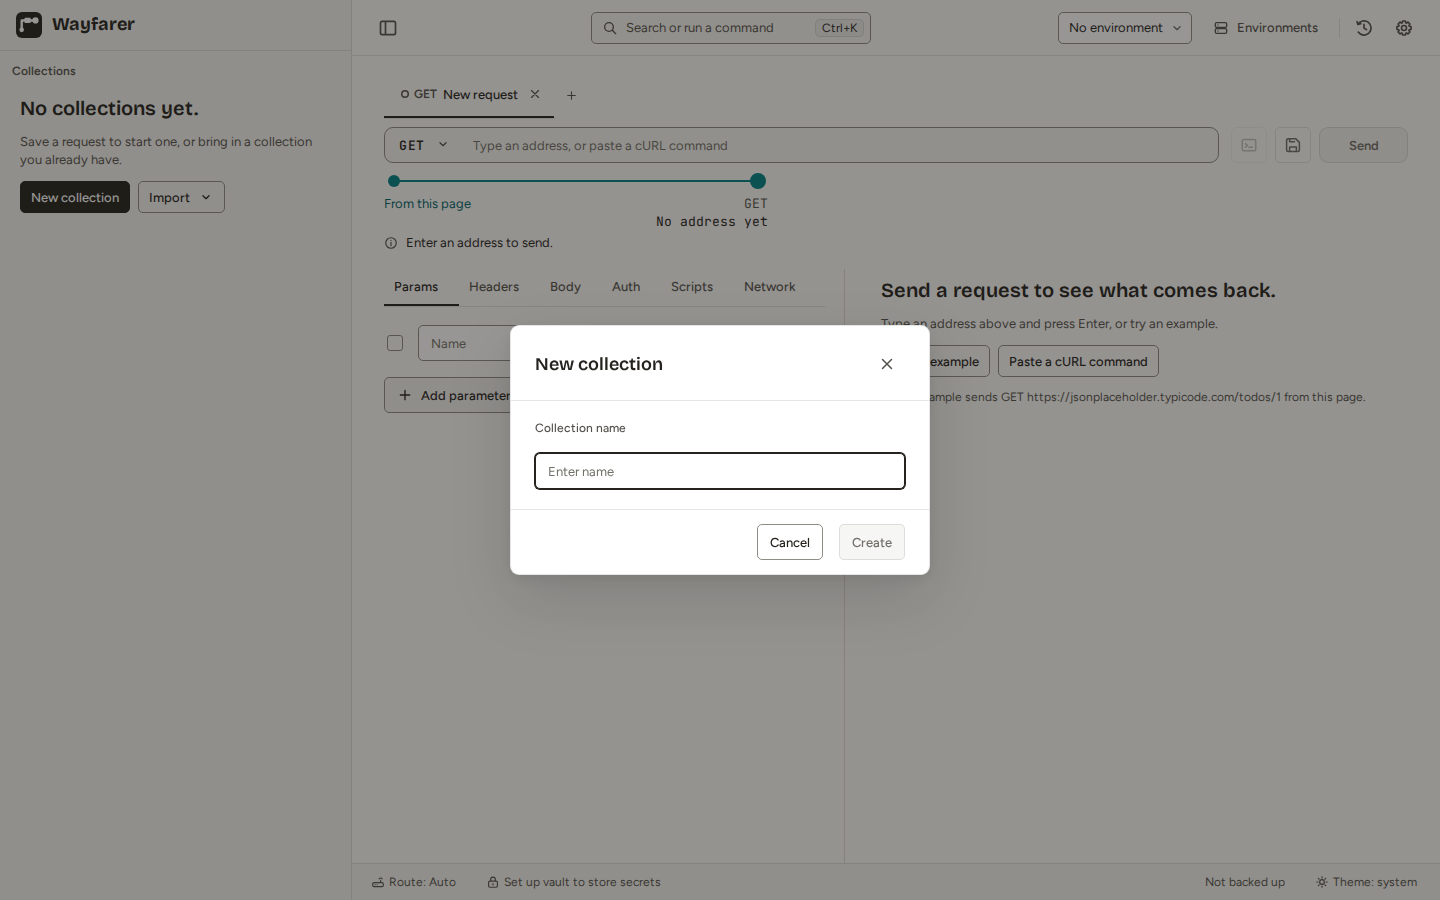 Wayfarer
Search or run a command
Ctrl+K
No environment
Environments
Collections
No collections yet.
Save a request to start one, or bring in a collection
you already have.
New collection
Import
GET New request
GET
Type an address, or paste a cURL command
Send
From this page
GET
No address yet
Enter an address to send.
Params
Headers
Body
Auth
Scripts
Network
Name
Add parameter
Send a request to see what comes back.
Type an address above and press Enter, or try an example.
example
Paste a cURL command
sends GET https://jsonplaceholder.typicode.com/todos/1 from this page.
New collection
Collection name
Enter name
Cancel
Create
Route: Auto
Set up vault to store secrets
Not backed up
Theme: system